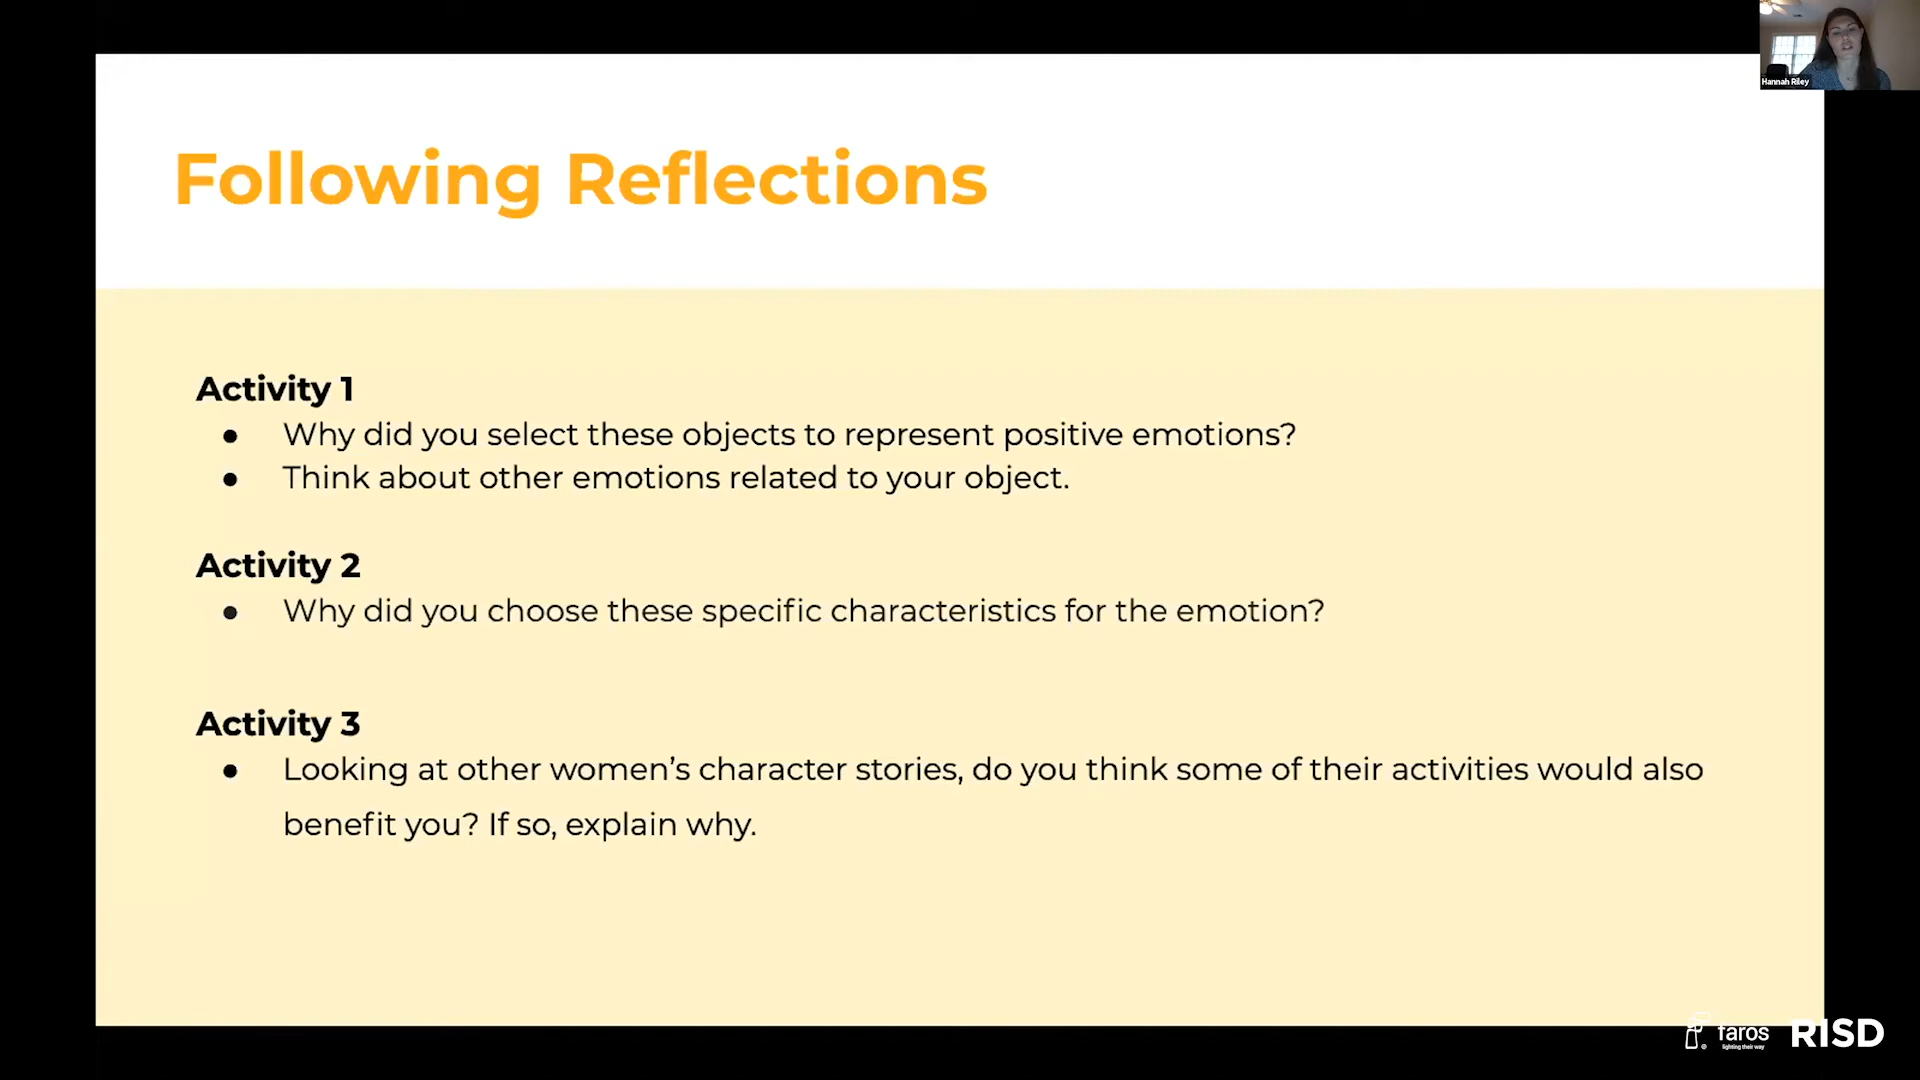 Hannah Riley
Following Reflections
Activity 1
● Why did you select these objects to represent positive emotions?
● Think about other emotions related to your object.
Activity 2
● Why did you choose these specific characteristics for the emotion?
Activity 3
● Looking at other women’s character stories, do you think some of their activities would also
benefit you? If so, explain why.
faros
lighting their way
RISD